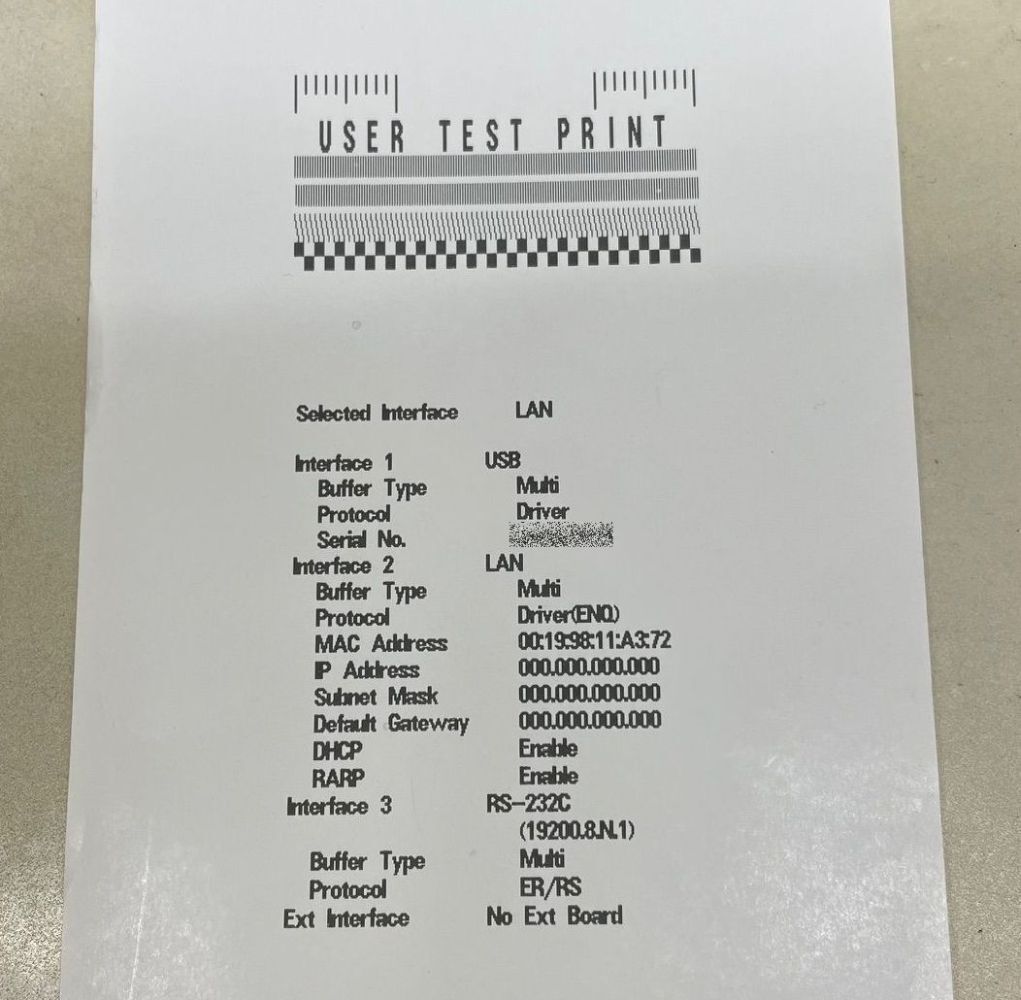 USER TEST PRINT
Selected Interface LAN
Interface 1 USB
Buffer Type Multi
Protocol Driver
Serial No.
Interface 2 LAN
Buffer Type Multi
Protocol Driver(ENQ)
MAC Address 00:19:98:11:A3:72
IP Address 000.000.000.000
Subnet Mask 000.000.000.000
Default Gateway 000.000.000.000
DHCP Enable
RARP Enable
Interface 3 RS-232C
(19200.8.N.1)
Buffer Type Multi
Protocol ER/RS
Ext Interface No Ext Board